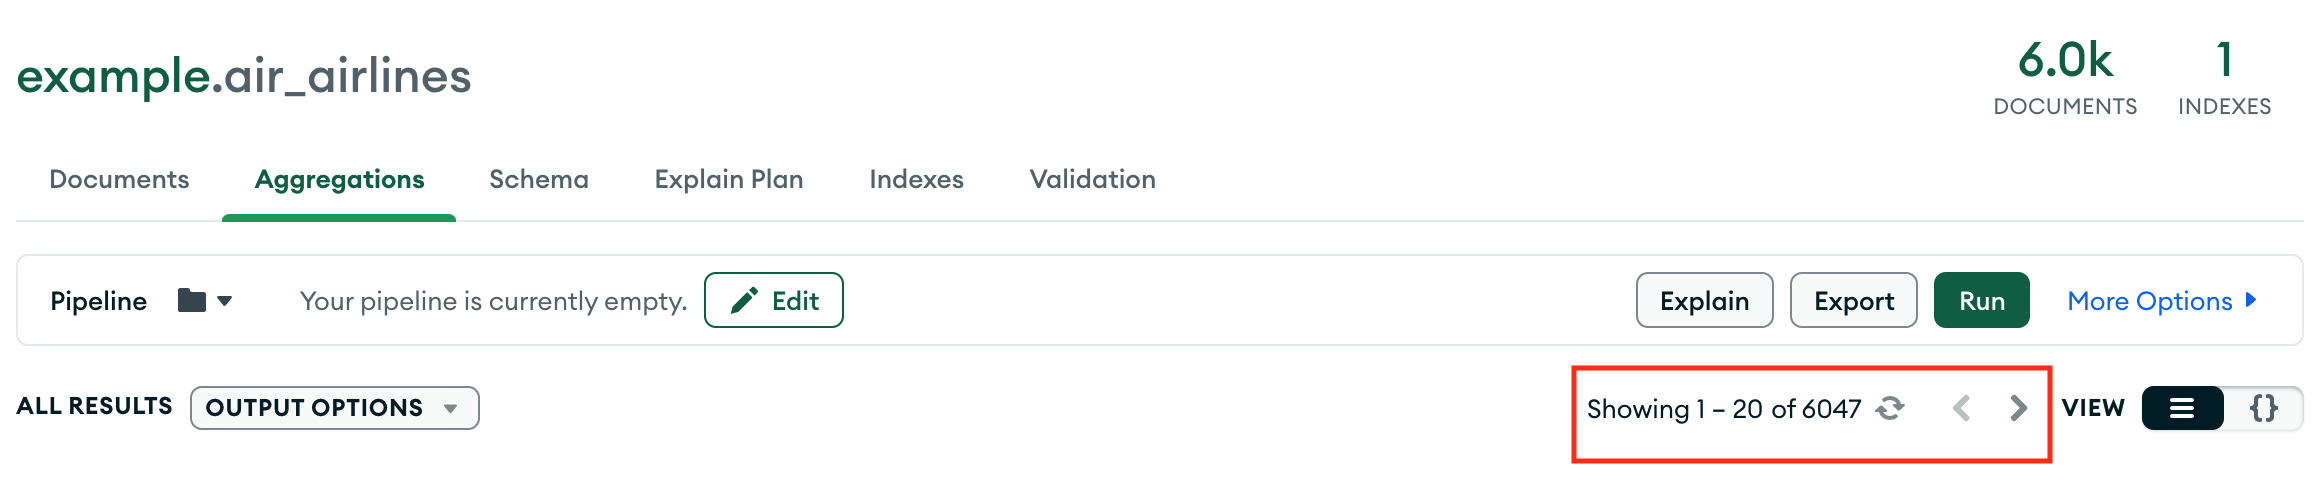 example.air_airlines
6.0k
DOCUMENTS
1
INDEXES
Documents Aggregations Schema Explain Plan Indexes Validation
Pipeline Your pipeline is currently empty. Edit Explain Export Run More Options
ALL RESULTS OUTPUT OPTIONS Showing 1 – 20 of 6047 VIEW {}